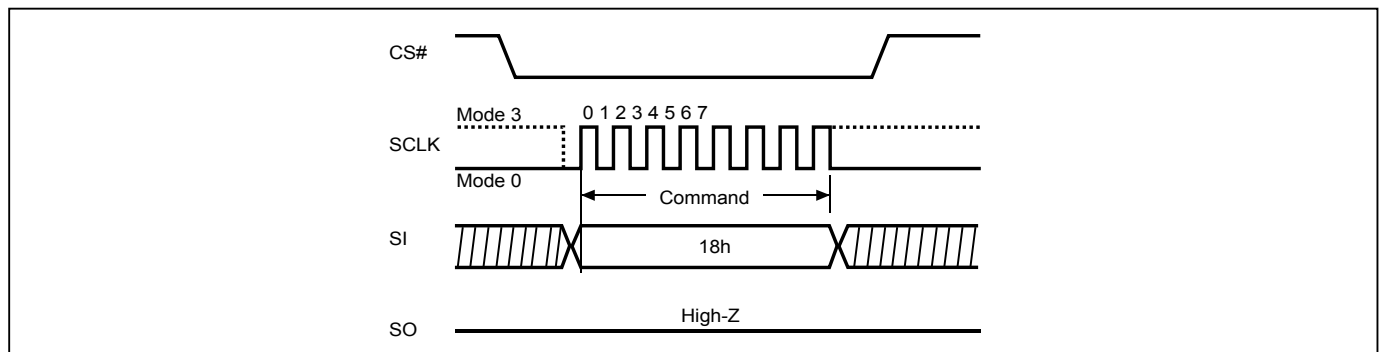 CS#
Mode 3
0 1 2 3 4 5 6 7
SCLK
Mode 0
Command
SI
18h
High-Z
SO